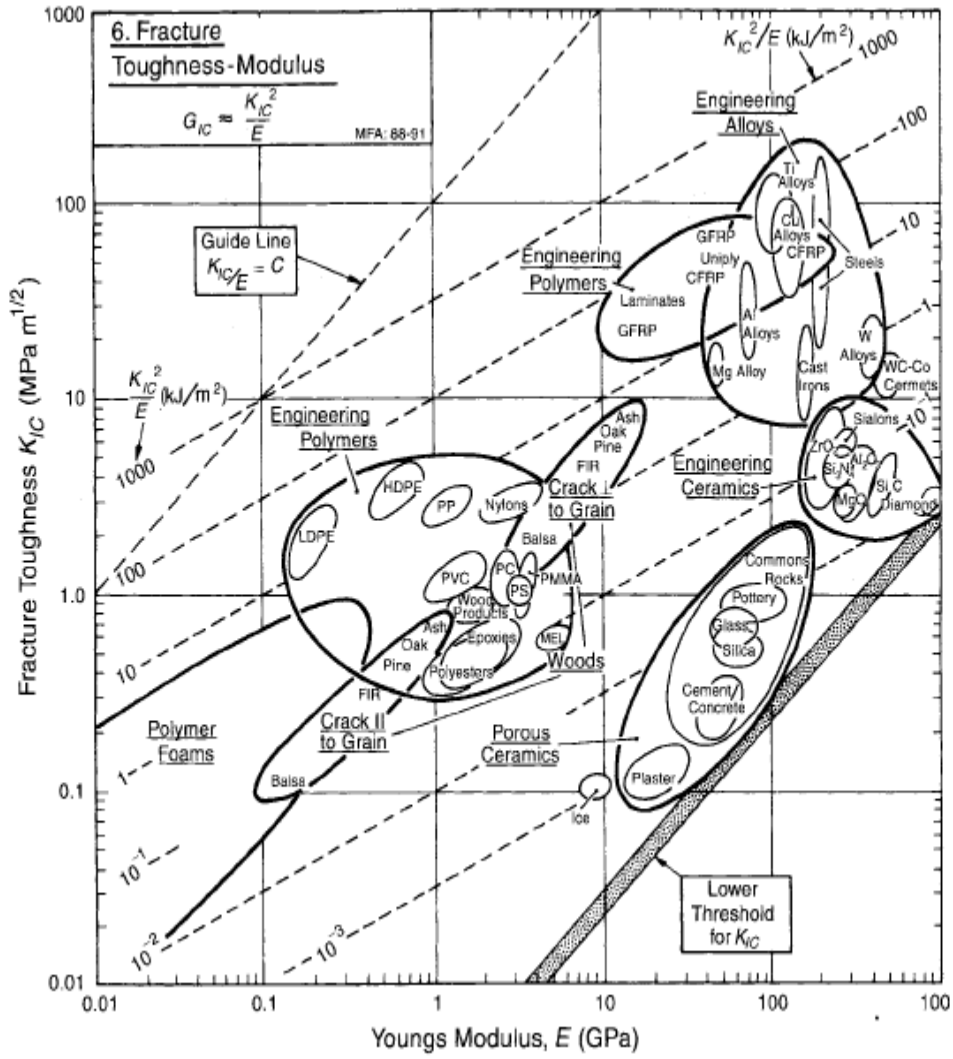 6. Fracture
Toughness-Modulus
G_IC ≈ K_IC²/E
MFA: 88-91
K_IC²/E (kJ/m²)
1000
100
10
1
10
Engineering
Alloys
Ti
Alloys
Cu
Alloys
CFRP
Steels
GFRP
Uniply
CFRP
Laminates
GFRP
Engineering
Polymers
Al
Alloys
Mg Alloy
Cast
Irons
W
Alloys
WC-Co
Cermets
Guide Line
K_IC/E = C
K_IC²/E (kJ/m²)
1000
100
10
1
10⁻¹
10⁻²
10⁻³
Engineering
Polymers
LDPE
HDPE
PP
Nylons
PVC
PC
PS
PMMA
Wood
Products
Epoxies
Polyesters
MEL
Ash
Oak
Pine
FIR
Crack ⊥
to Grain
Balsa
Ash
Oak
Pine
FIR
Crack II
to Grain
Balsa
Woods
Engineering
Ceramics
Sialons
ZrO₂
Al₂O₃
Si₃N₄
SiC
MgO
Diamond
Commons
Rocks
Pottery
Glass
Silica
Cement/
Concrete
Porous
Ceramics
Plaster
Ice
Polymer
Foams
Lower
Threshold
for K_IC
Fracture Toughness K_IC (MPa m^1/2)
1000
100
10
1.0
0.1
0.01
0.01
0.1
1
10
100
100
Youngs Modulus, E (GPa)